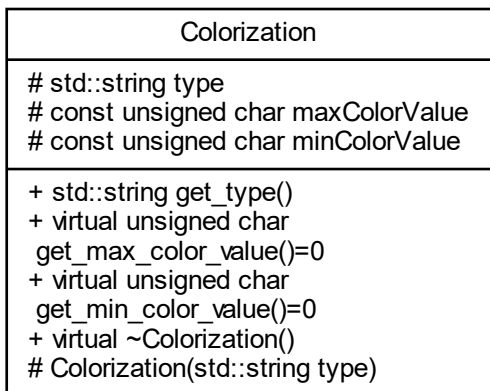 Colorization
# std::string type
# const unsigned char maxColorValue
# const unsigned char minColorValue
+ std::string get_type()
+ virtual unsigned char
get_max_color_value()=0
+ virtual unsigned char
get_min_color_value()=0
+ virtual ~Colorization()
# Colorization(std::string type)